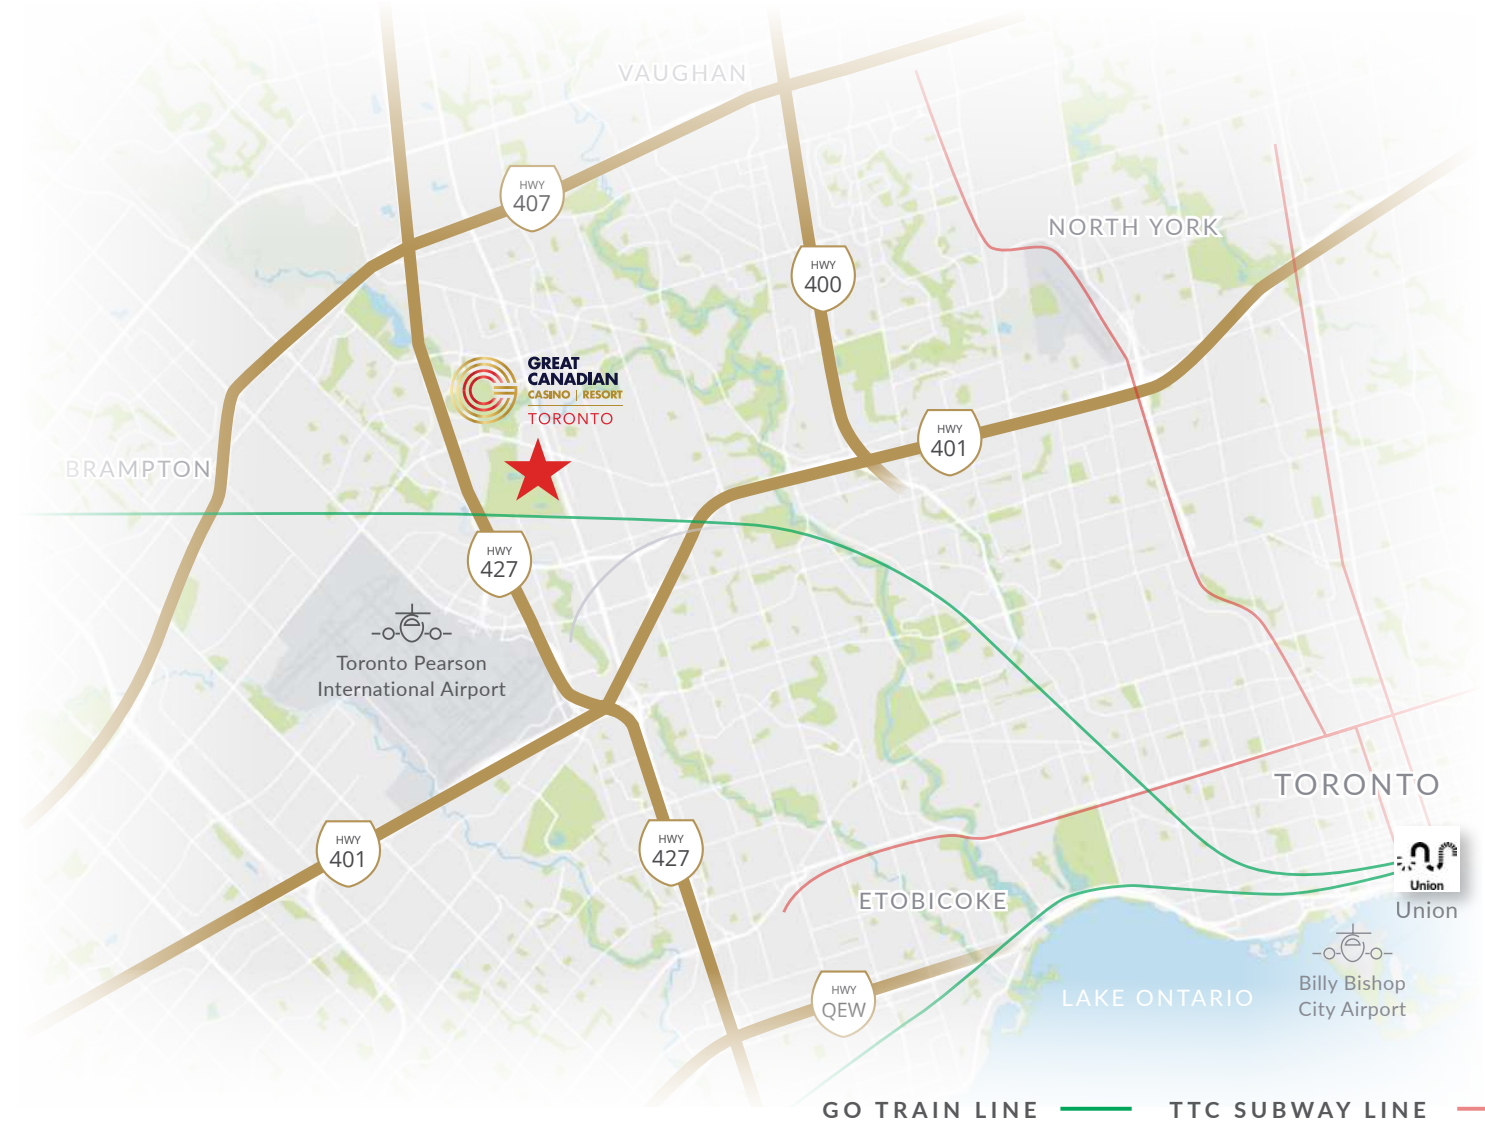 VAUGHAN
HWY
407
NORTH YORK
HWY
400
GREAT
CANADIAN
CASINO | RESORT
TORONTO
HWY
401
BRAMPTON
HWY
427
Toronto Pearson
International Airport
TORONTO
HWY
401
HWY
427
Union
Union
ETOBICOKE
HWY
QEW
LAKE ONTARIO
Billy Bishop
City Airport
GO TRAIN LINE
TTC SUBWAY LINE